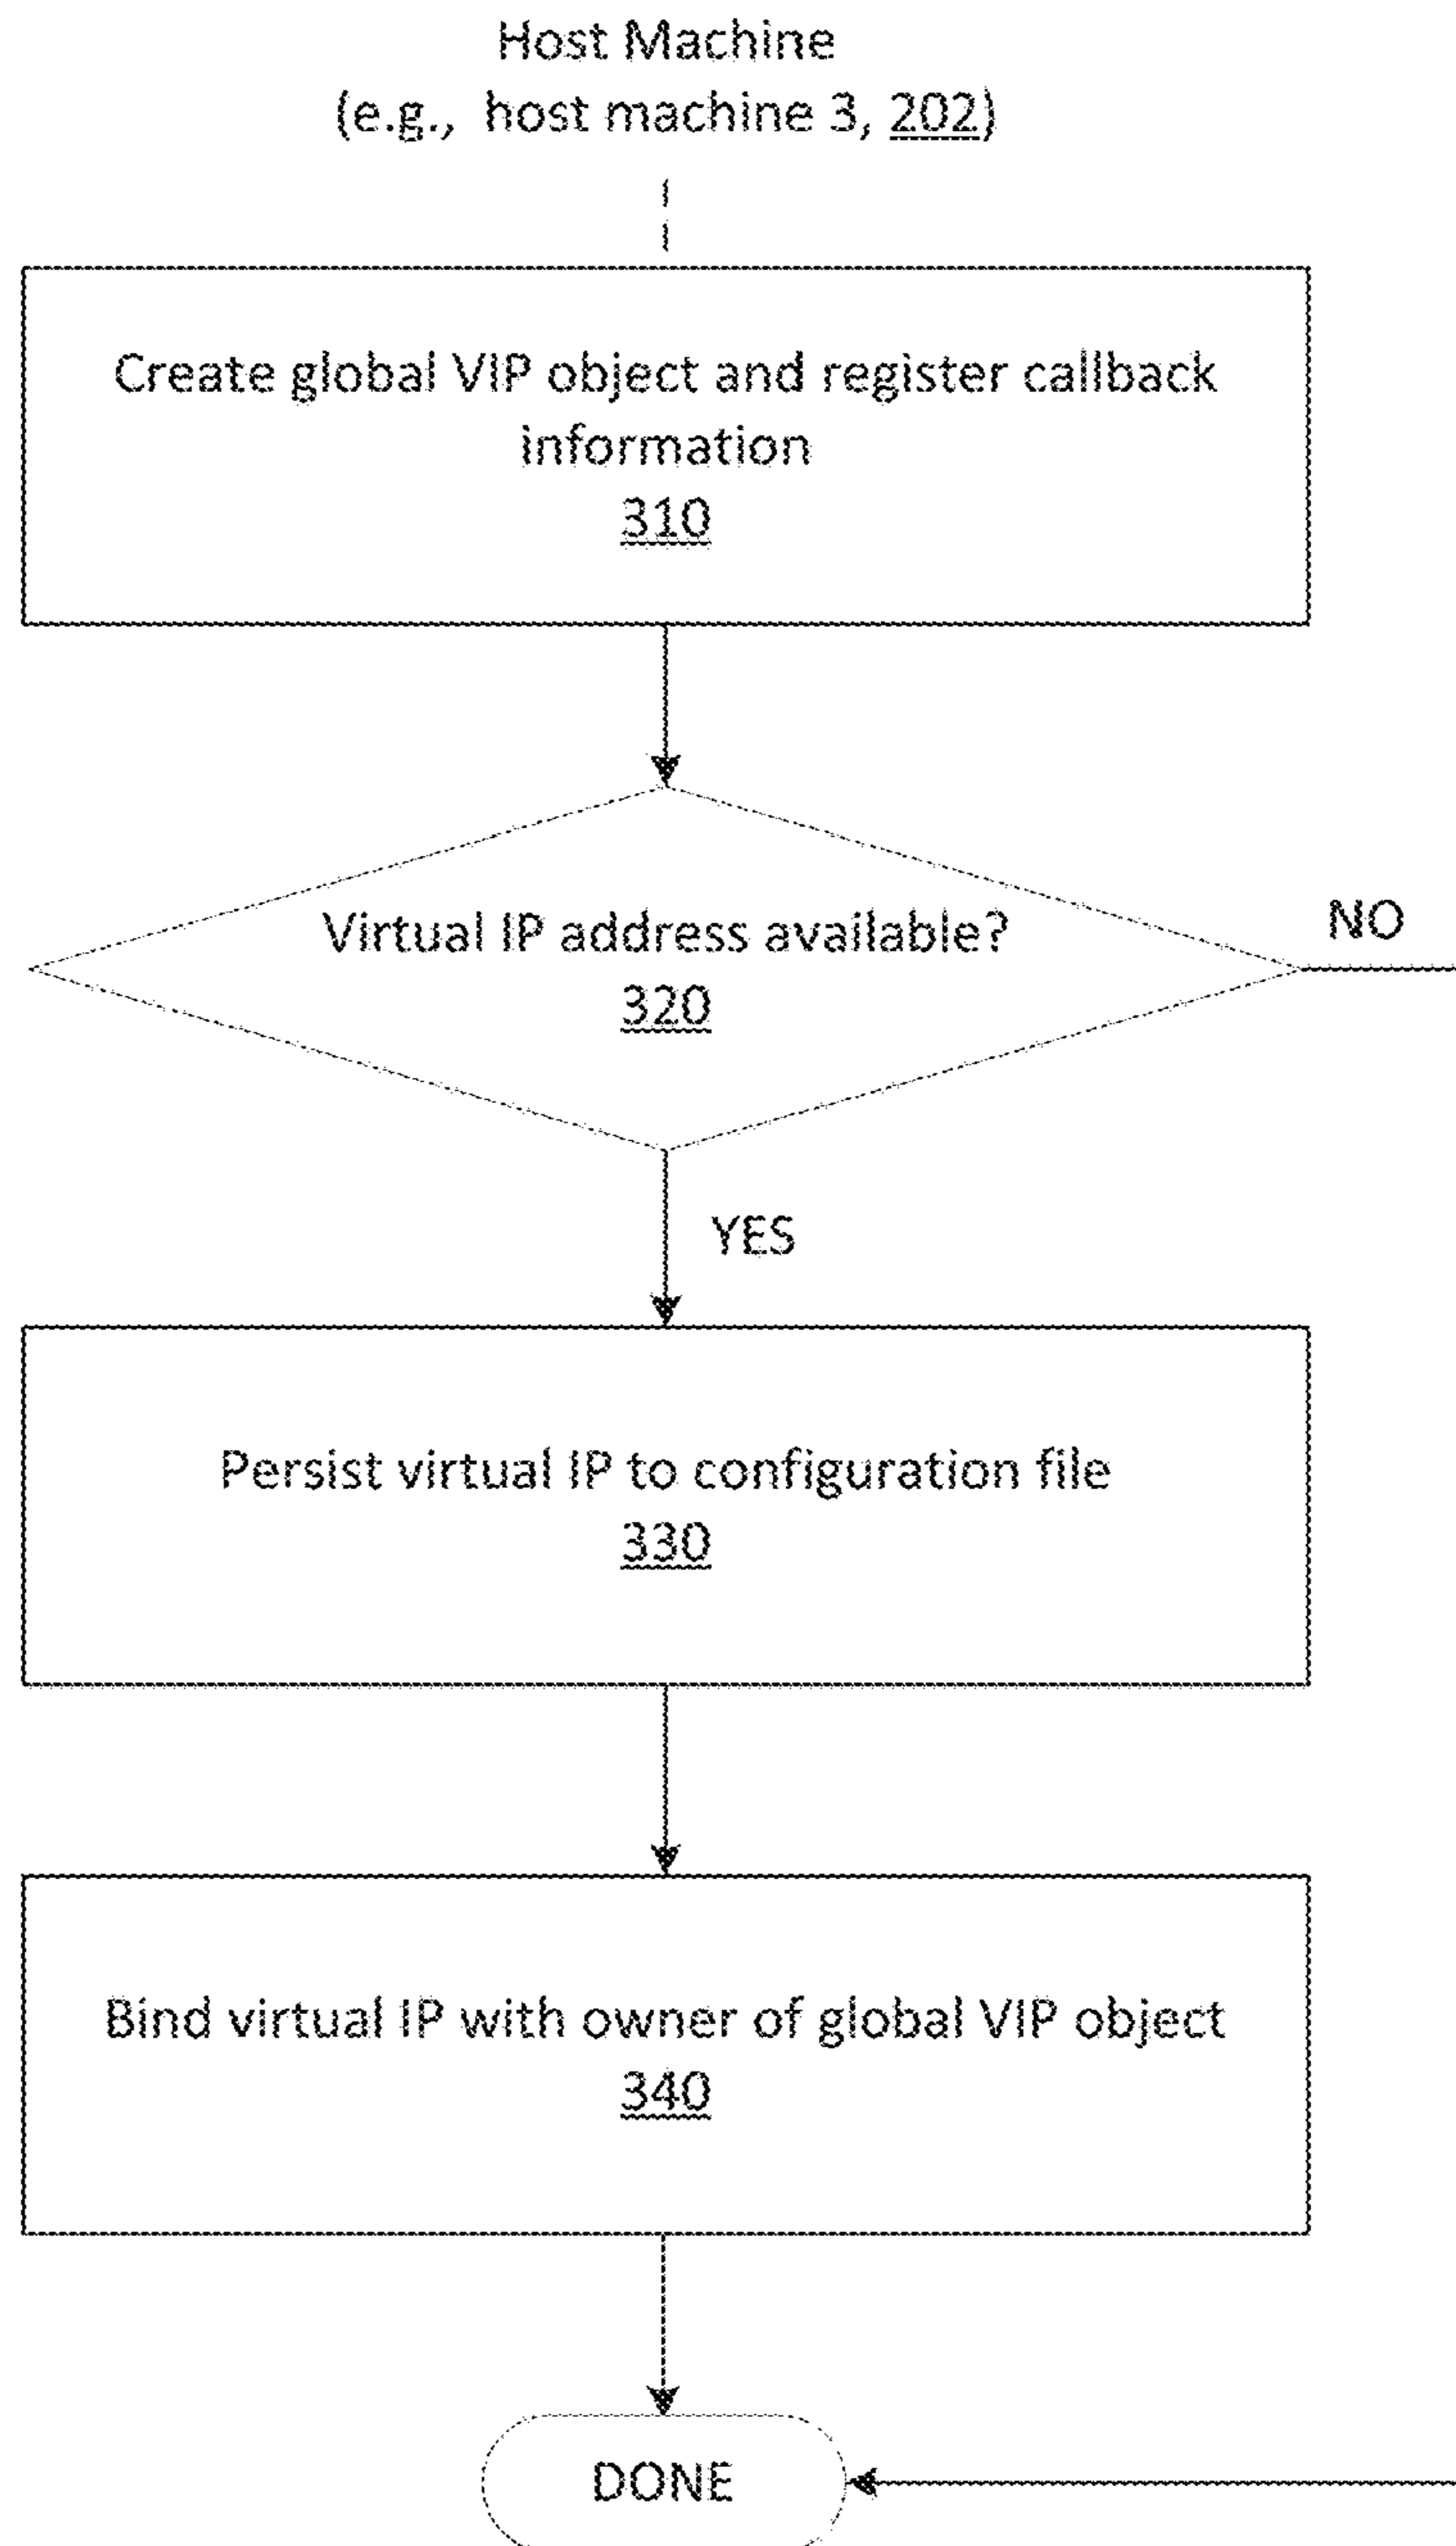 Host Machine
(e.g., host machine 3, 202)
Create global VIP object and register callback
information
310
Virtual IP address available?
320
NO
YES
Persist virtual IP to configuration file
330
Bind virtual IP with owner of global VIP object
340
DONE